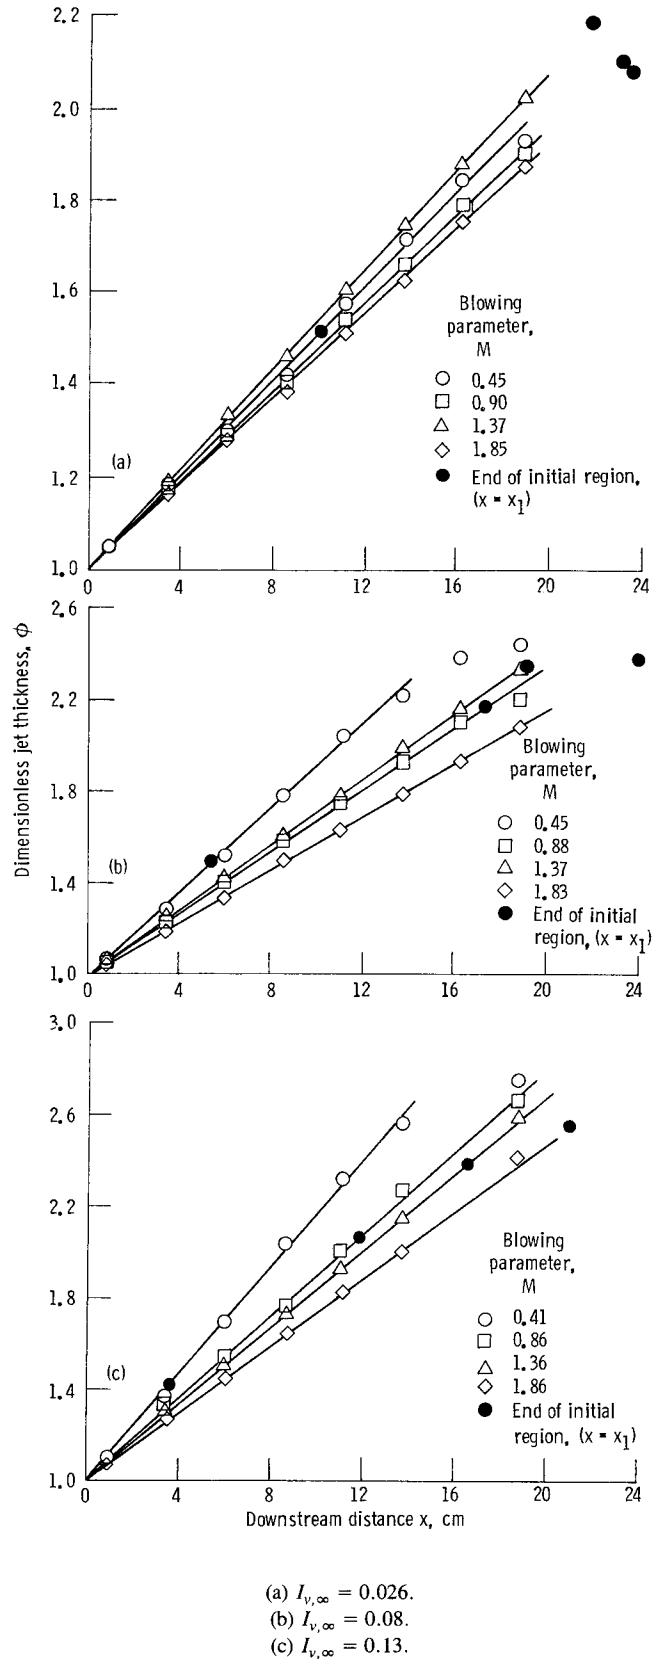 2.2
2.0
1.8
1.6
1.4
1.2
1.0
(a)
Blowing
parameter,
M
0.45
0.90
1.37
1.85
End of initial region,
(x = x1)
0 4 8 12 16 20 24
Dimensionless jet thickness, ϕ
2.6
2.2
1.8
1.4
1.0
(b)
Blowing
parameter,
M
0.45
0.88
1.37
1.83
End of initial
region, (x = x1)
0 4 8 12 16 20 24
3.0
2.6
2.2
1.8
1.4
1.0
(c)
Blowing
parameter,
M
0.41
0.86
1.36
1.86
End of initial
region, (x = x1)
0 4 8 12 16 20 24
Downstream distance x, cm
(a) Iv,∞ = 0.026.
(b) Iv,∞ = 0.08.
(c) Iv,∞ = 0.13.